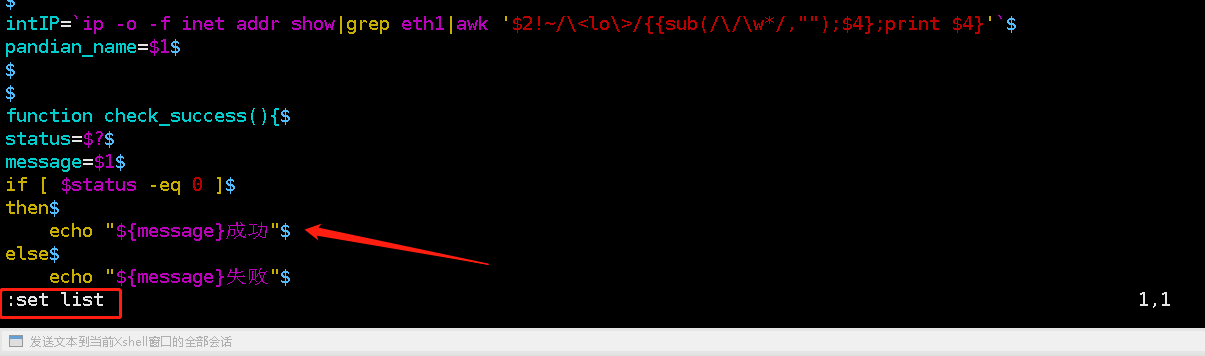 $
intIP=`ip -o -f inet addr show|grep eth1|awk '$2!~/\<lo\>/{{sub(/\/\w*/,"");$4};print $4}'`$
pandian_name=$1$
$
$
function check_success(){$
status=$?$
message=$1$
if [ $status -eq 0 ]$
then$
    echo "${message}成功"$
else$
    echo "${message}失败"$
:set list 1,1
发送文本到当前Xshell窗口的全部会话